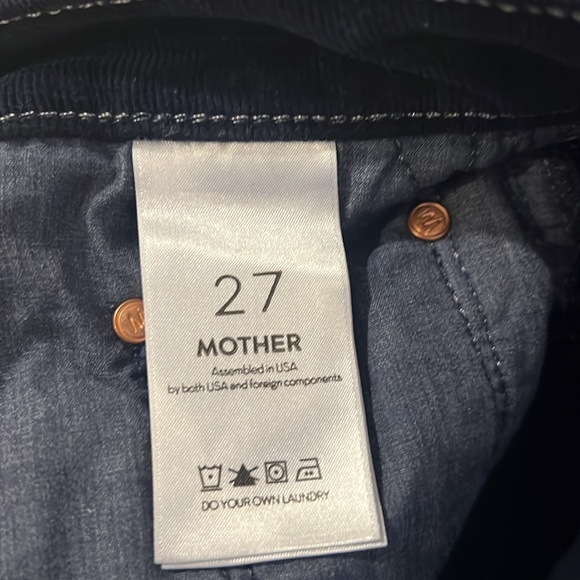 27
MOTHER
Assembled in USA
by both USA and foreign components
DO YOUR OWN LAUNDRY